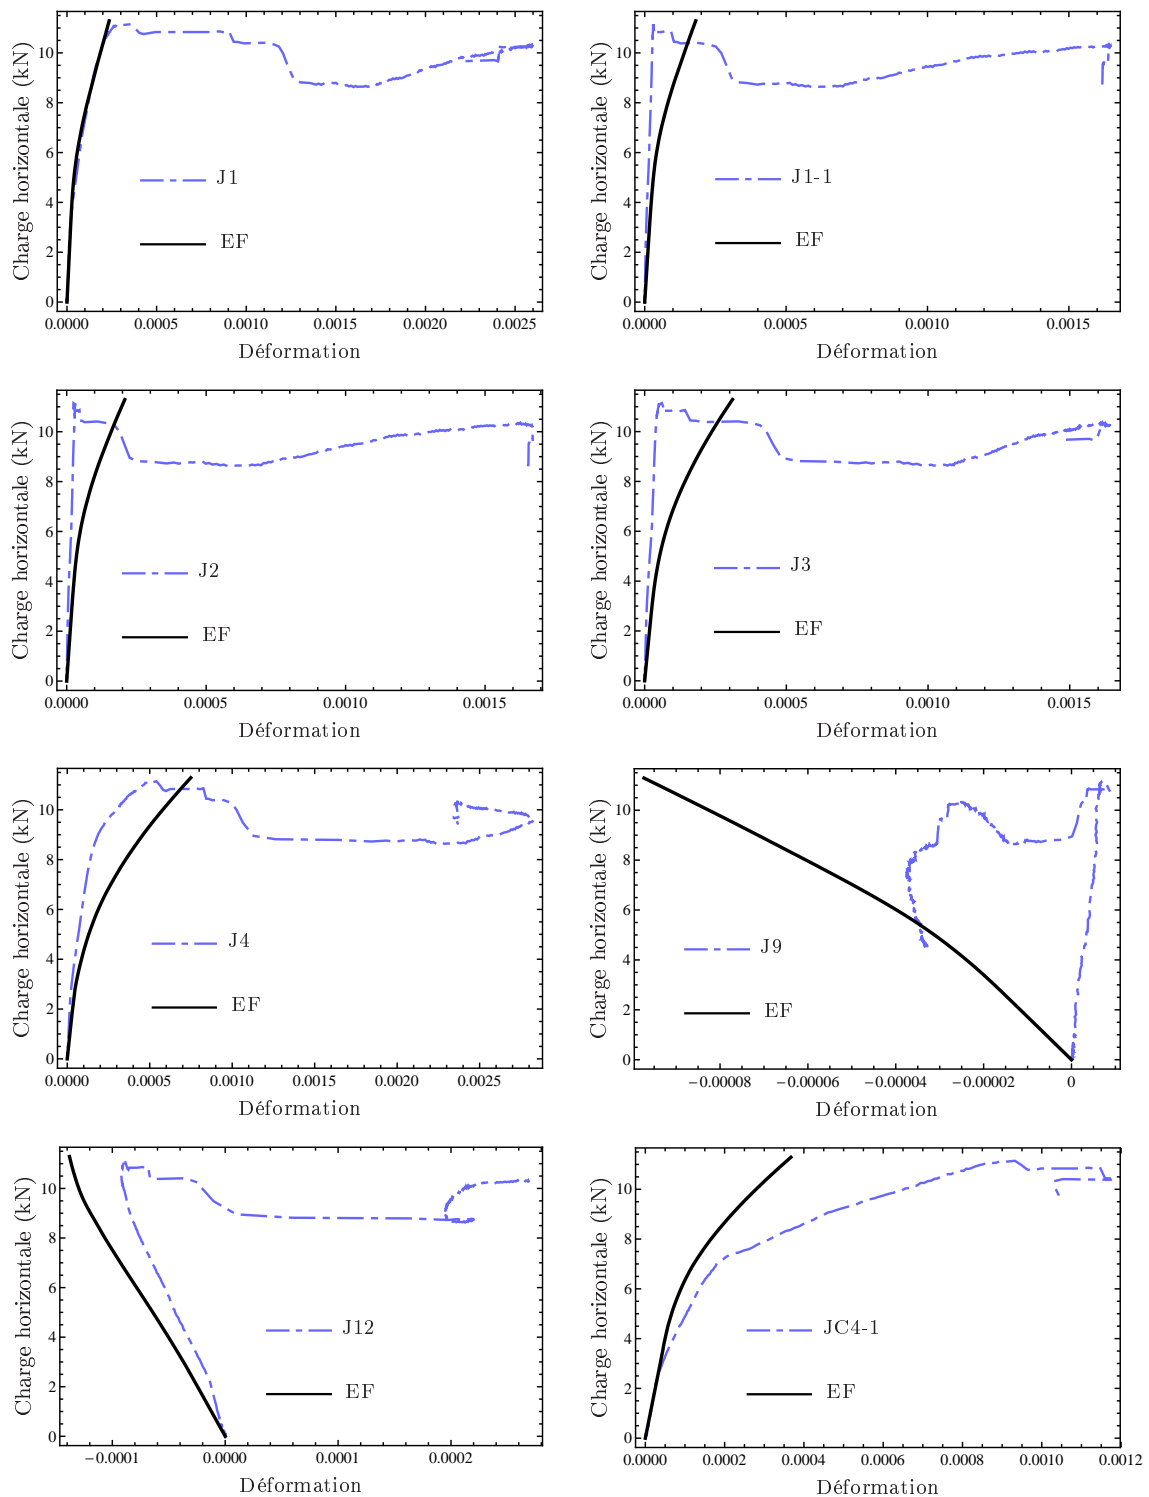 Charge horizontale (kN)
10
8
6
4
2
0
J1
EF
0.0000 0.0005 0.0010 0.0015 0.0020 0.0025
Déformation
Charge horizontale (kN)
10
8
6
4
2
0
J1-1
EF
0.0000 0.0005 0.0010 0.0015
Déformation
Charge horizontale (kN)
10
8
6
4
2
0
J2
EF
0.0000 0.0005 0.0010 0.0015
Déformation
Charge horizontale (kN)
10
8
6
4
2
0
J3
EF
0.0000 0.0005 0.0010 0.0015
Déformation
Charge horizontale (kN)
10
8
6
4
2
0
J4
EF
0.0000 0.0005 0.0010 0.0015 0.0020 0.0025
Déformation
Charge horizontale (kN)
10
8
6
4
2
0
J9
EF
−0.00008 −0.00006 −0.00004 −0.00002 0
Déformation
Charge horizontale (kN)
10
8
6
4
2
0
J12
EF
−0.0001 0.0000 0.0001 0.0002
Déformation
Charge horizontale (kN)
10
8
6
4
2
0
JC4-1
EF
0.0000 0.0002 0.0004 0.0006 0.0008 0.0010 0.0012
Déformation